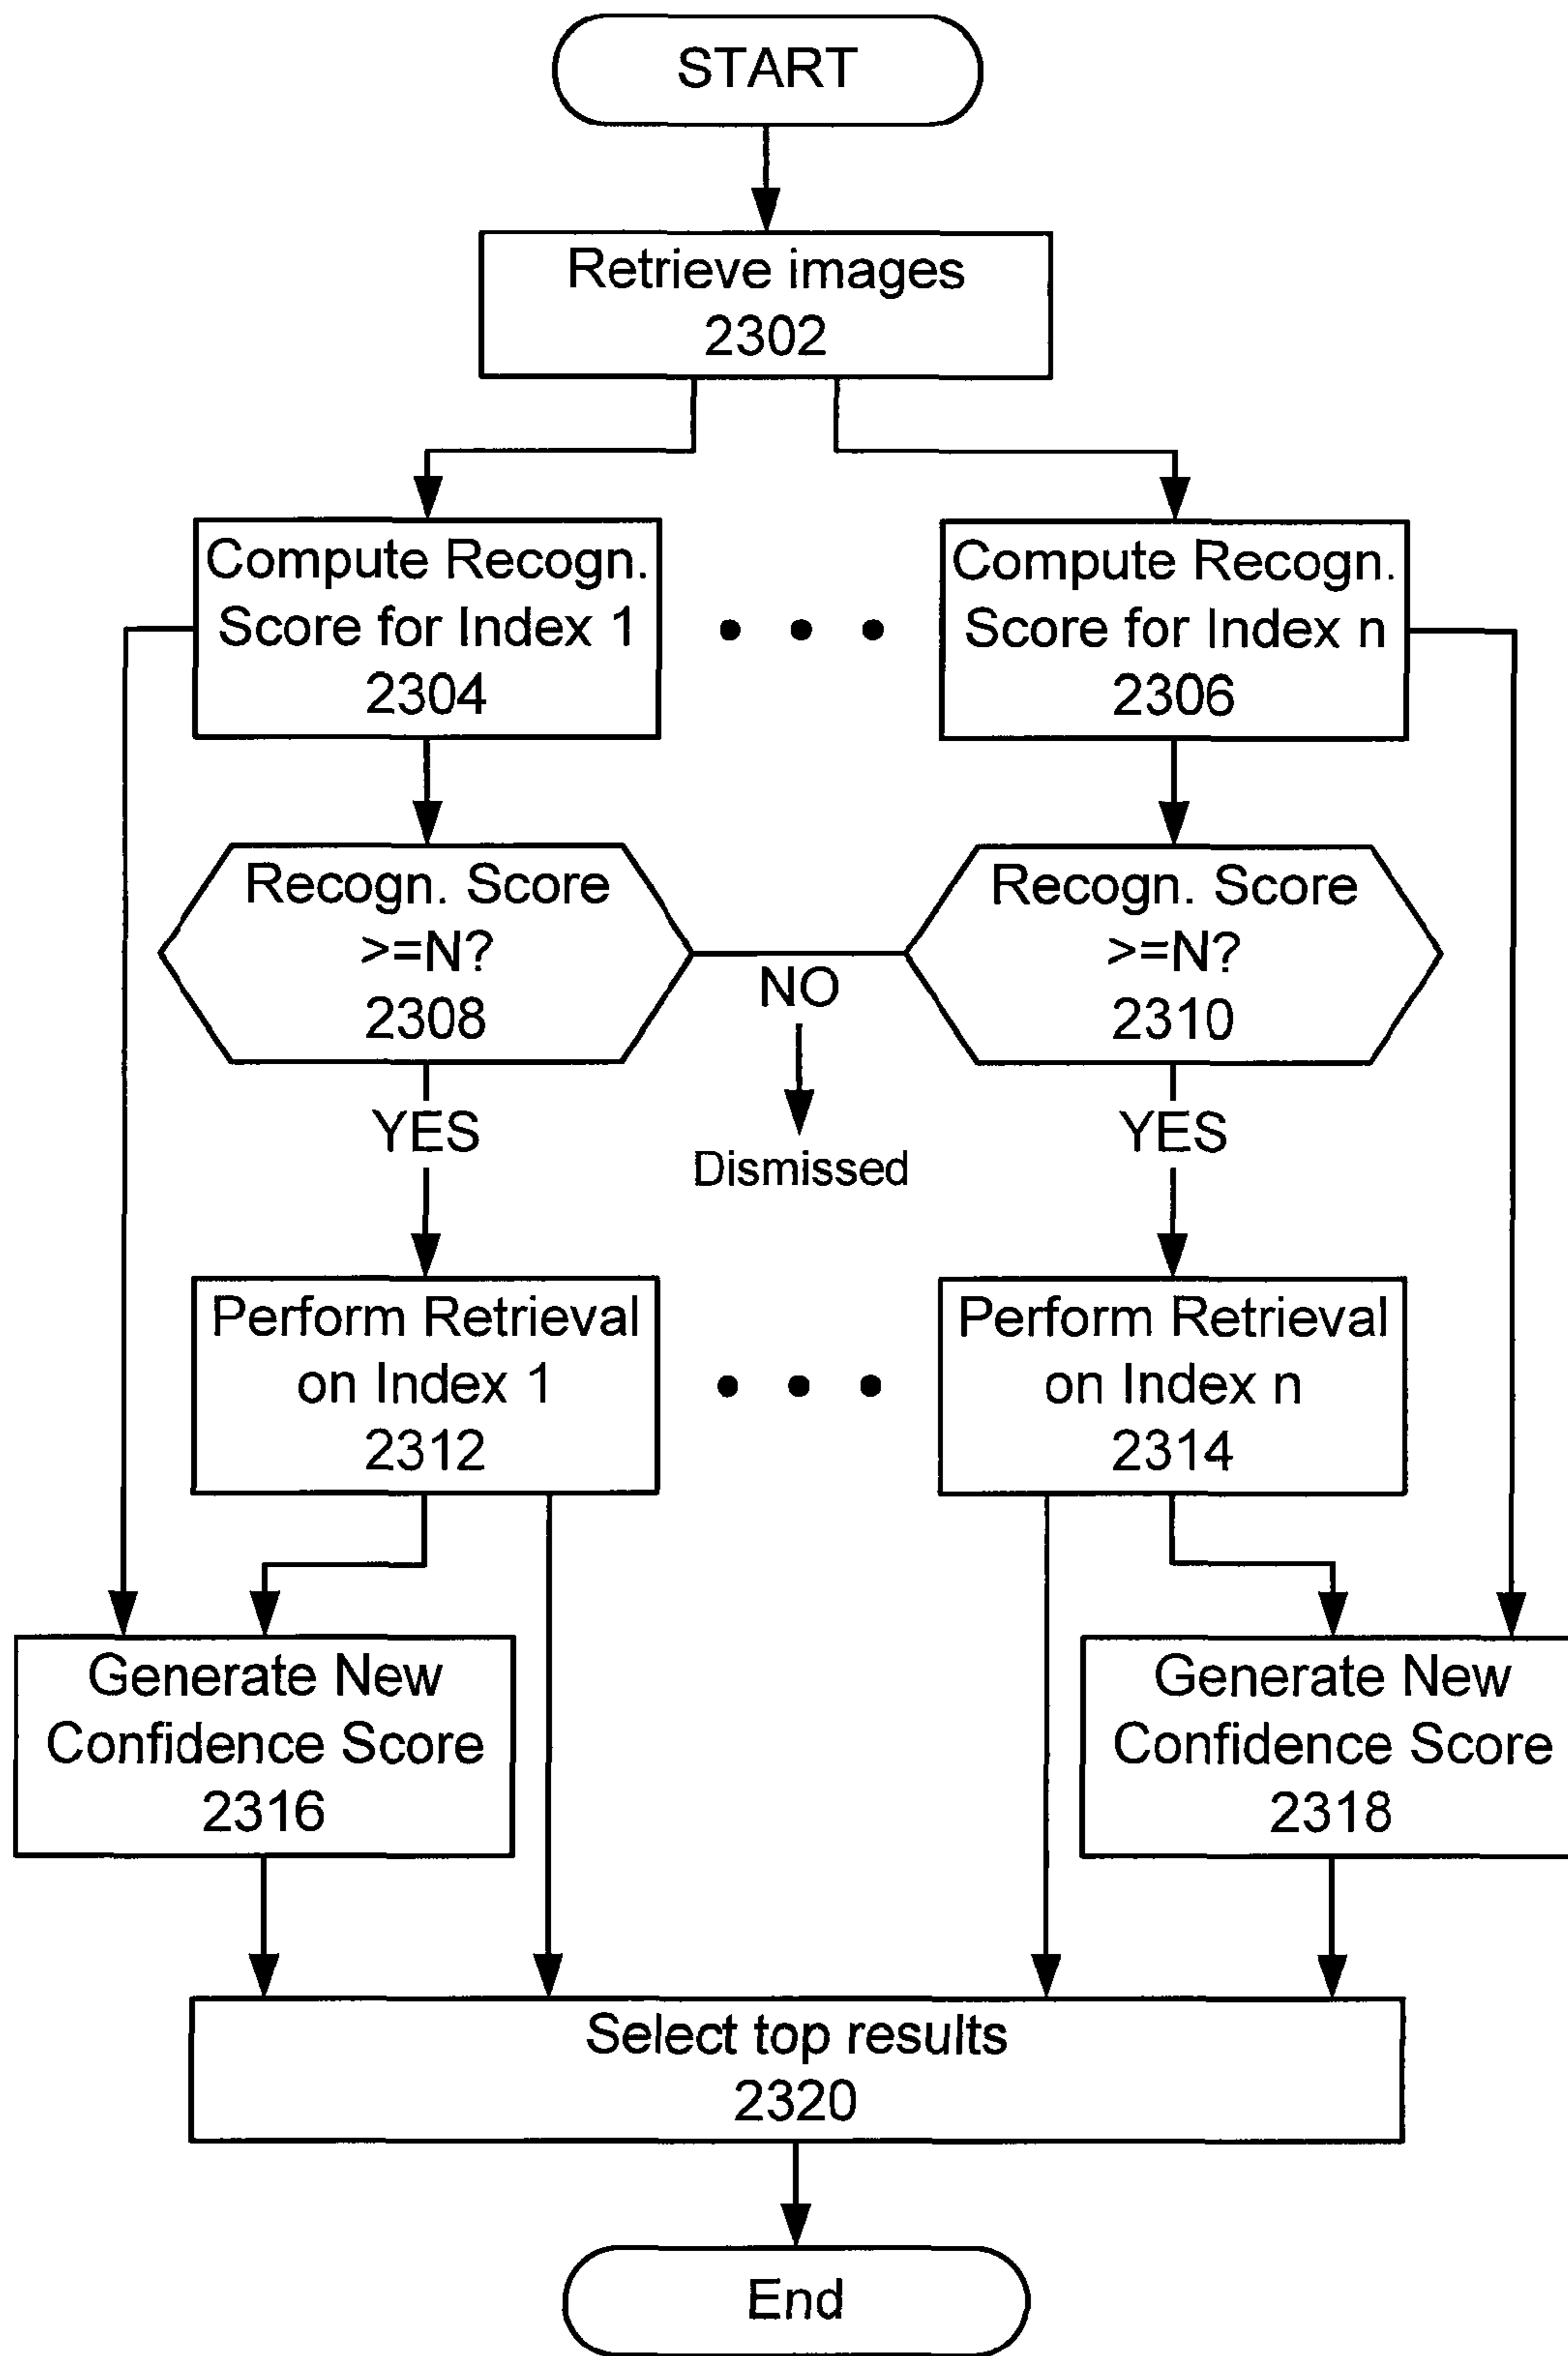 START
Retrieve images
2302
Compute Recogn.
Score for Index 1
2304
Compute Recogn.
Score for Index n
2306
Recogn. Score
>=N?
2308
NO
Recogn. Score
>=N?
2310
YES
Dismissed
YES
Perform Retrieval
on Index 1
2312
Perform Retrieval
on Index n
2314
Generate New
Confidence Score
2316
Generate New
Confidence Score
2318
Select top results
2320
End